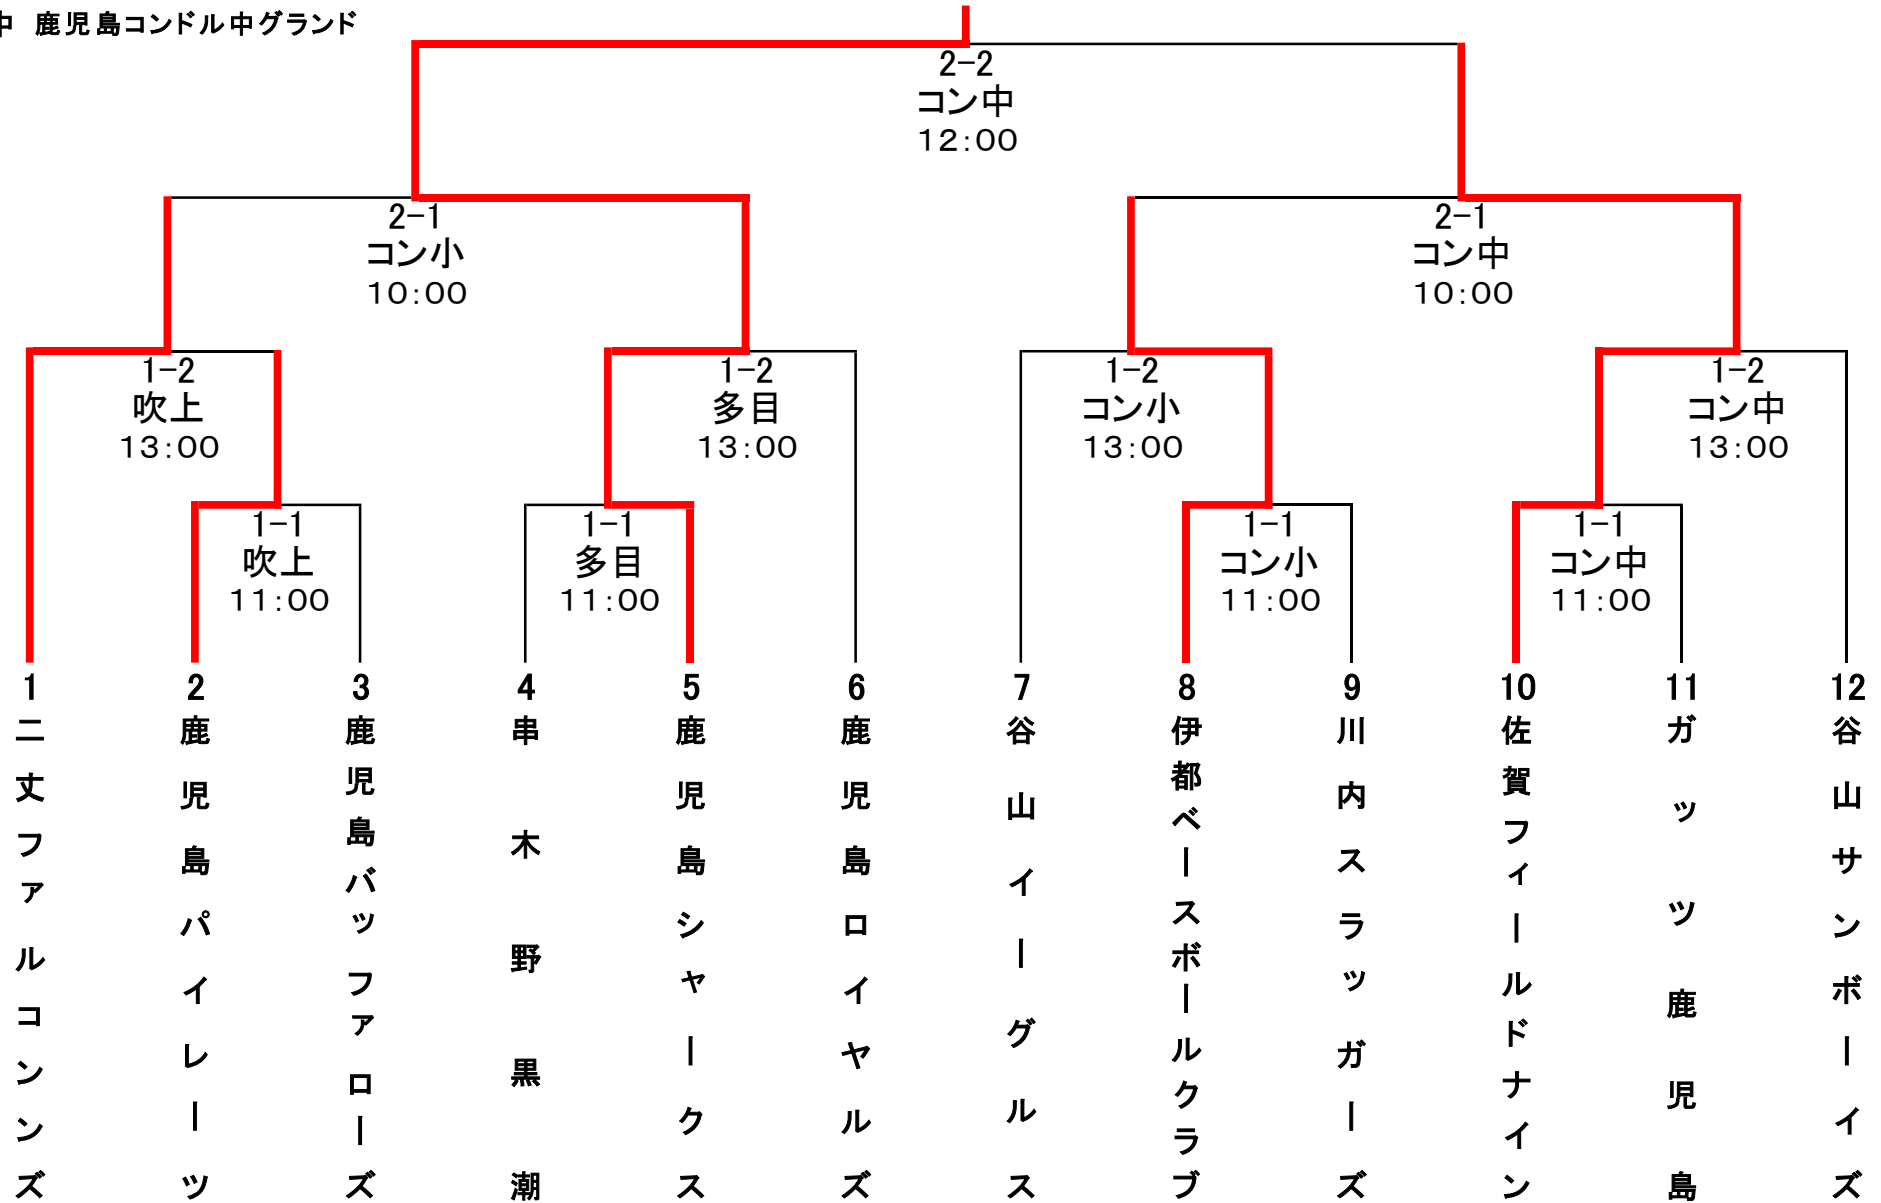 中 鹿児島コンドル中グランド
2-2
コン中
12:00
2-1
コン小
10:00
2-1
コン中
10:00
1-2
吹上
13:00
1-2
多目
13:00
1-2
コン小
13:00
1-2
コン中
13:00
1-1
吹上
11:00
1-1
多目
11:00
1-1
コン小
11:00
1-1
コン中
11:00
1
二丈ファルコンンズ
2
鹿児島パイレーツ
3
鹿児島バッファローズ
4
串木野黒潮
5
鹿児島シャークス
6
鹿児島ロイヤルズ
7
谷山イーグルス
8
伊都ベースボールクラブ
9
川内スラッガーズ
10
佐賀フィールドナイン
11
ガッツ鹿児島
12
谷山サンボーイズ